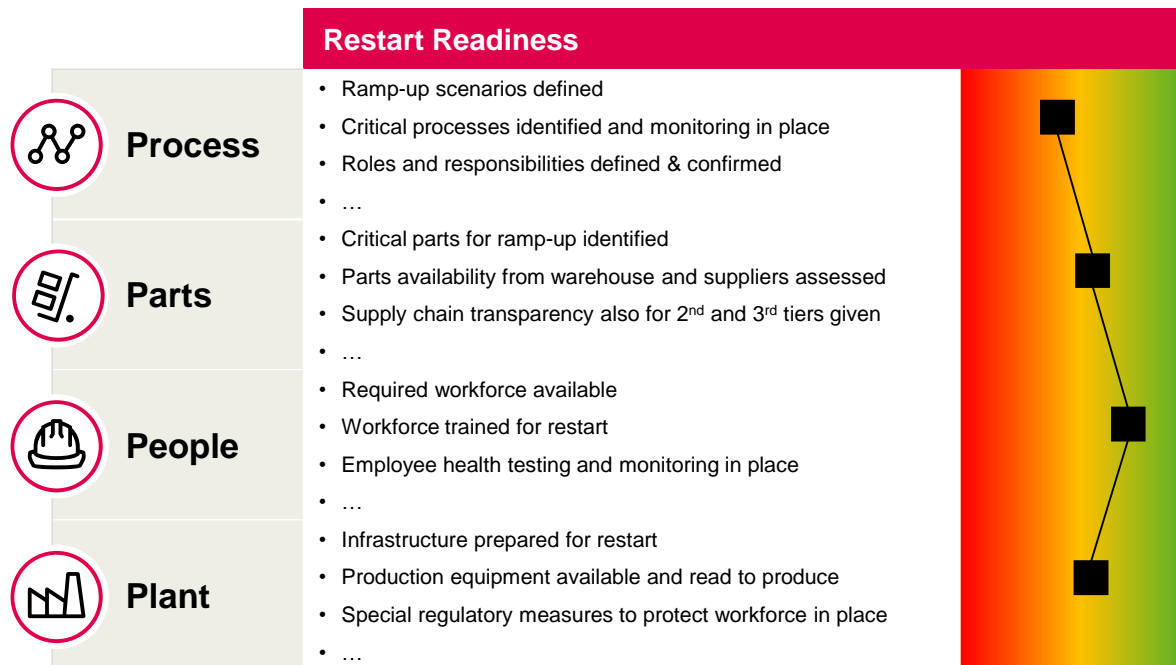 Restart Readiness
Process
• Ramp-up scenarios defined
• Critical processes identified and monitoring in place
• Roles and responsibilities defined & confirmed
• …
Parts
• Critical parts for ramp-up identified
• Parts availability from warehouse and suppliers assessed
• Supply chain transparency also for 2nd and 3rd tiers given
• …
People
• Required workforce available
• Workforce trained for restart
• Employee health testing and monitoring in place
• …
Plant
• Infrastructure prepared for restart
• Production equipment available and read to produce
• Special regulatory measures to protect workforce in place
• …